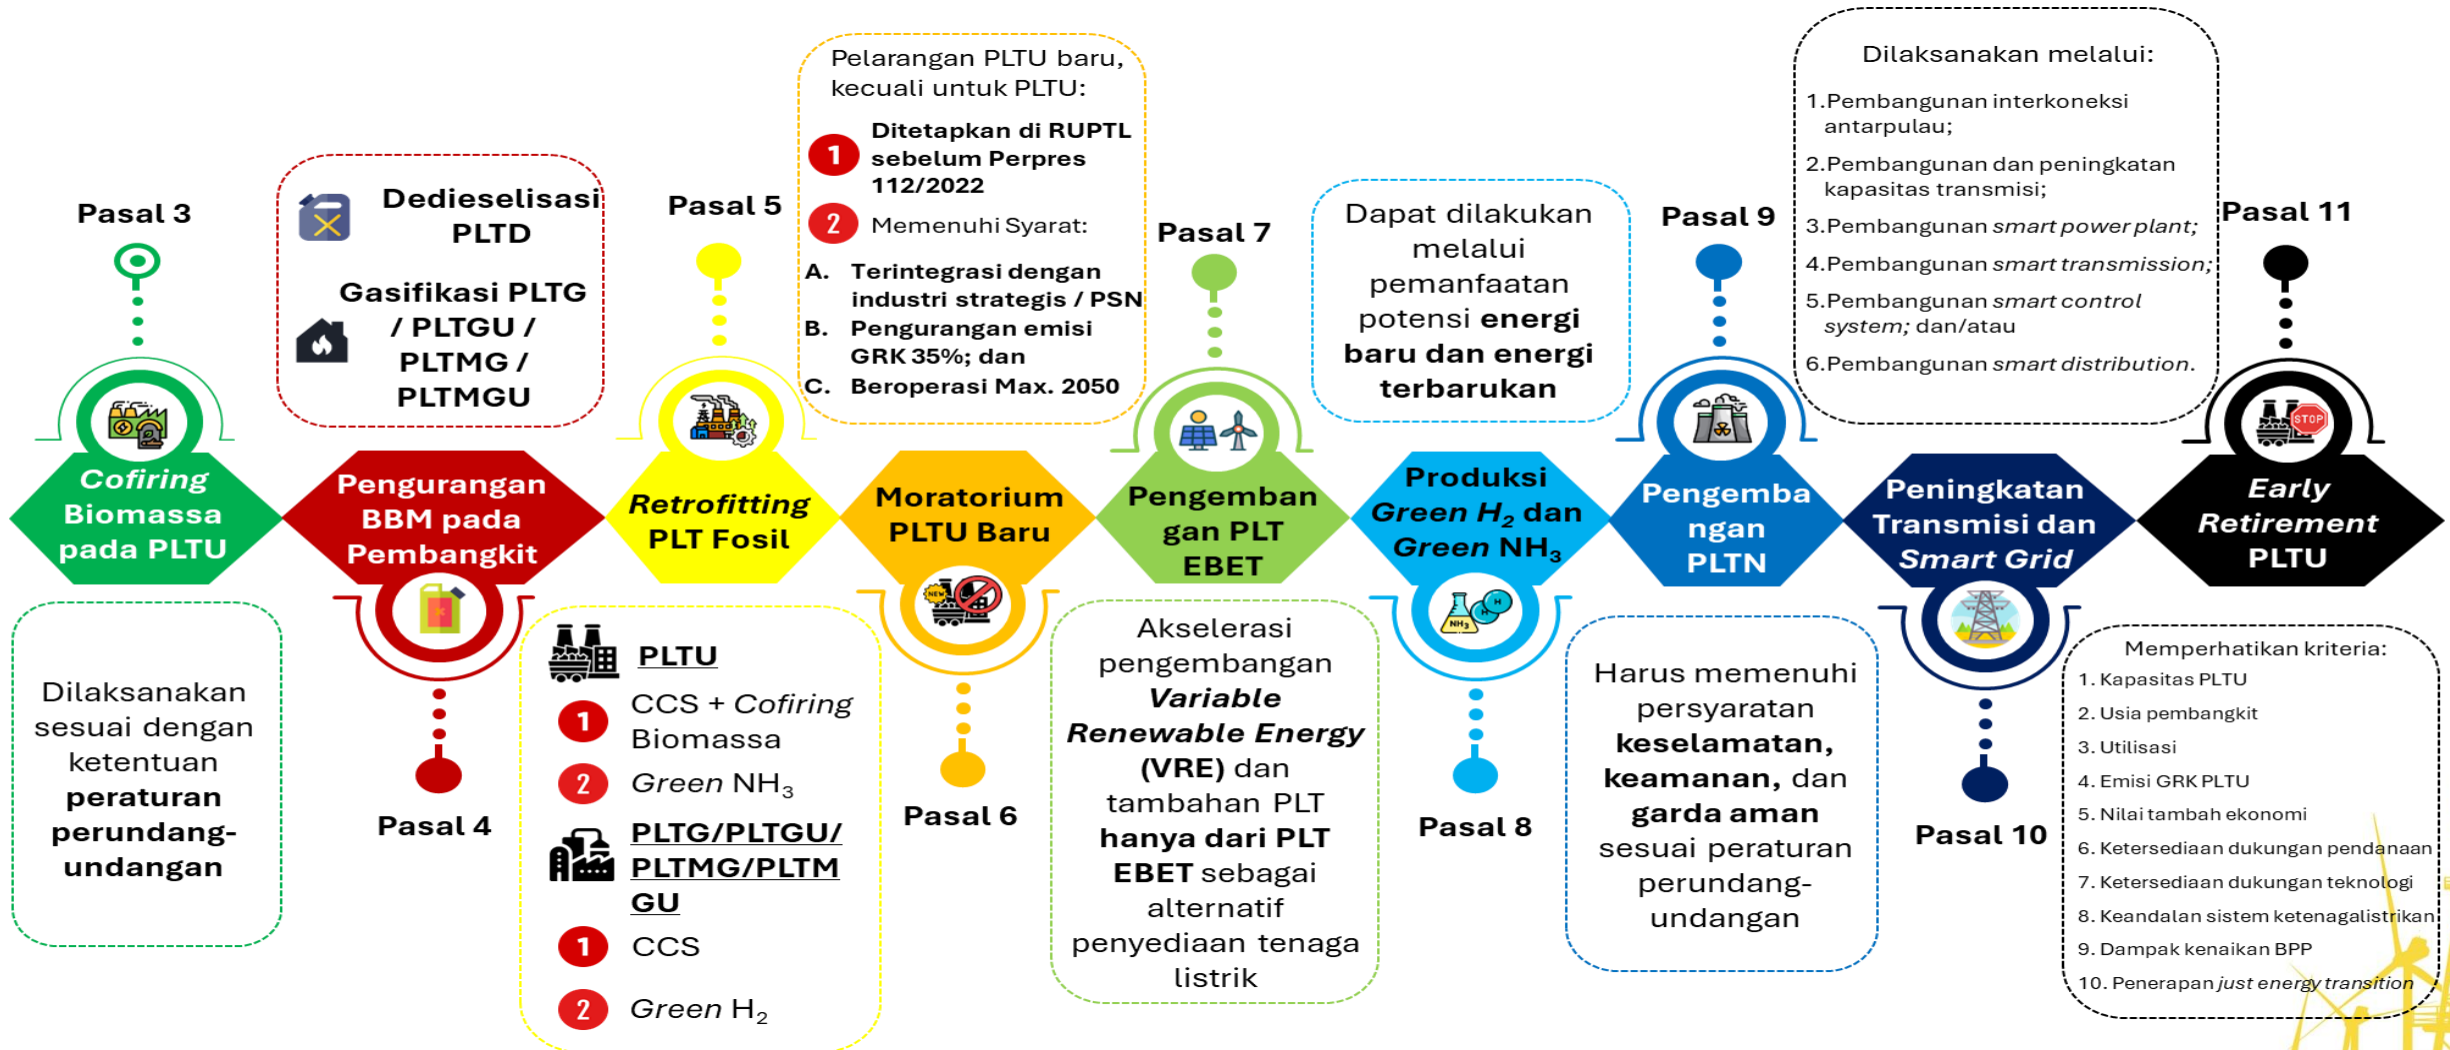 Pasal 3
Cofiring
Biomassa
pada PLTU
Dilaksanakan
sesuai dengan
ketentuan
peraturan
perundang-
undangan
Dedieselisasi
PLTD
Gasifikasi PLTG
/ PLTGU /
PLTMG /
PLTMGU
Pengurangan
BBM pada
Pembangkit
Pasal 4
Pasal 5
Retrofitting
PLT Fosil
PLTU
1 CCS + Cofiring
Biomassa
2 Green NH₃
PLTG/PLTGU/
PLTMG/PLTM
GU
1 CCS
2 Green H₂
Pelarangan PLTU baru,
kecuali untuk PLTU:
1 Ditetapkan di RUPTL
sebelum Perpres
112/2022
2 Memenuhi Syarat:
A. Terintegrasi dengan
industri strategis / PSN
B. Pengurangan emisi
GRK 35%; dan
C. Beroperasi Max. 2050
Moratorium
PLTU Baru
NEW
Pasal 6
Pasal 7
Pengemban
gan PLT
EBET
Akselerasi
pengembangan
Variable
Renewable Energy
(VRE) dan
tambahan PLT
hanya dari PLT
EBET sebagai
alternatif
penyediaan tenaga
listrik
Dapat dilakukan
melalui
pemanfaatan
potensi energi
baru dan energi
terbarukan
Produksi
Green H₂ dan
Green NH₃
NH₃ H H
Pasal 8
Pasal 9
Pengemba
ngan
PLTN
Harus memenuhi
persyaratan
keselamatan,
keamanan, dan
garda aman
sesuai peraturan
perundang-
undangan
Dilaksanakan melalui:
1.Pembangunan interkoneksi
antarpulau;
2.Pembangunan dan peningkatan
kapasitas transmisi;
3.Pembangunan smart power plant;
4.Pembangunan smart transmission;
5.Pembangunan smart control
system; dan/atau
6.Pembangunan smart distribution.
Peningkatan
Transmisi dan
Smart Grid
Pasal 10
Pasal 11
STOP
Early
Retirement
PLTU
Memperhatikan kriteria:
1. Kapasitas PLTU
2. Usia pembangkit
3. Utilisasi
4. Emisi GRK PLTU
5. Nilai tambah ekonomi
6. Ketersediaan dukungan pendanaan
7. Ketersediaan dukungan teknologi
8. Keandalan sistem ketenagalistrikan
9. Dampak kenaikan BPP
10. Penerapan just energy transition